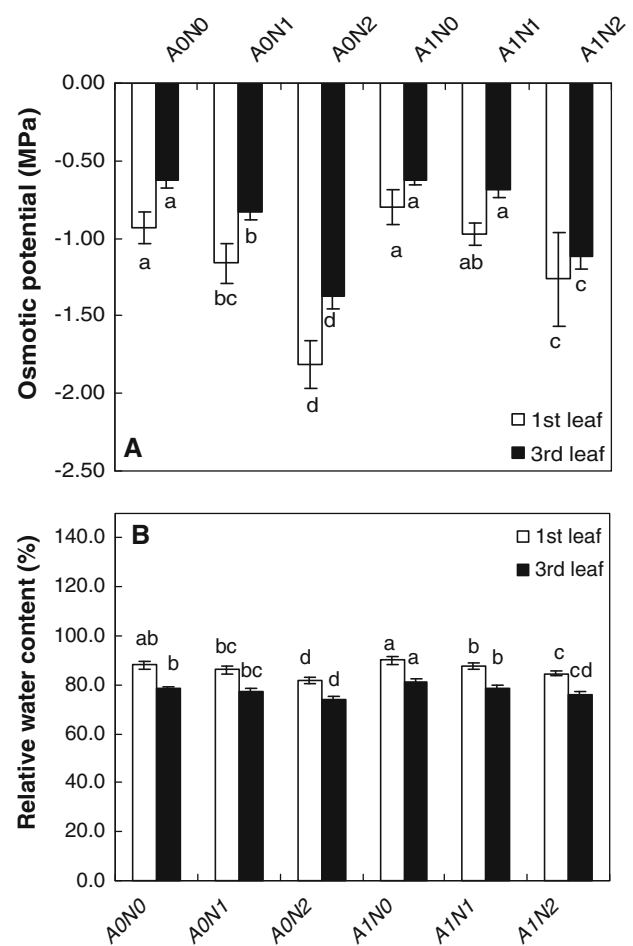 A0N0 A0N1 A0N2 A1N0 A1N1 A1N2
Osmotic potential (MPa)
0.00
-0.50
-1.00
-1.50
-2.00
-2.50
a a
bc b
d d
a a
ab a
c c
A
1st leaf
3rd leaf
Relative water content (%)
B
1st leaf
3rd leaf
140.0
120.0
100.0
80.0
60.0
40.0
20.0
0.0
ab b
bc bc
d d
a a
b b
c cd
A0N0 A0N1 A0N2 A1N0 A1N1 A1N2